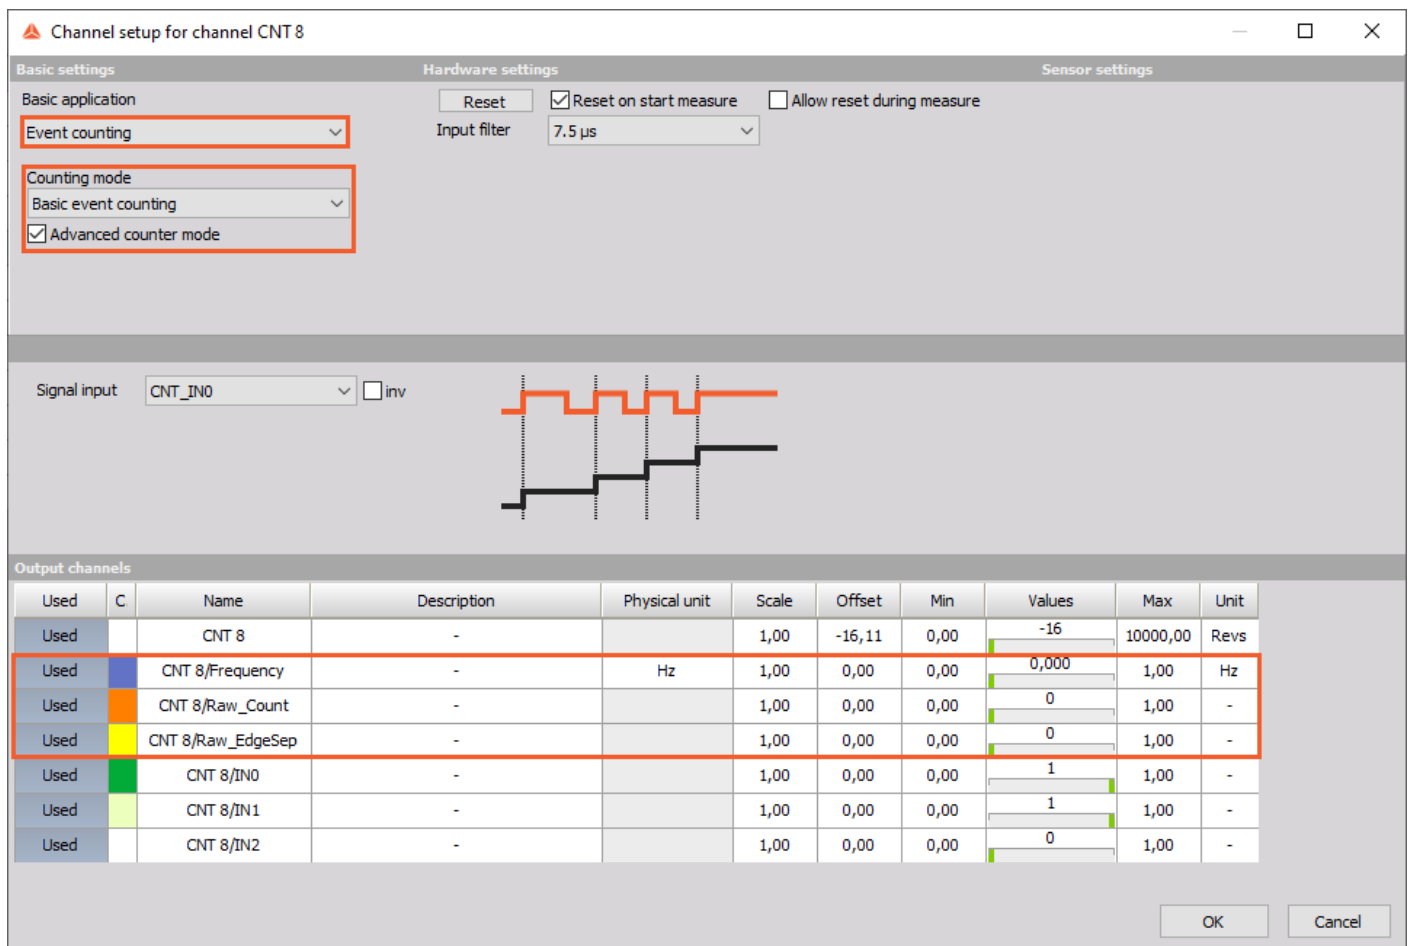 Channel setup for channel CNT 8
Basic settings Hardware settings Sensor settings
Basic application Reset Reset on start measure Allow reset during measure
Event counting Input filter 7.5 µs
Counting mode
Basic event counting
Advanced counter mode
Signal input CNT_IN0 inv
Output channels
Used C Name Description Physical unit Scale Offset Min Values Max Unit
Used CNT 8 - 1,00 -16,11 0,00 -16 10000,00 Revs
Used CNT 8/Frequency - Hz 1,00 0,00 0,00 0,000 1,00 Hz
Used CNT 8/Raw_Count - 1,00 0,00 0,00 0 1,00 -
Used CNT 8/Raw_EdgeSep - 1,00 0,00 0,00 0 1,00 -
Used CNT 8/IN0 - 1,00 0,00 0,00 1 1,00 -
Used CNT 8/IN1 - 1,00 0,00 0,00 1 1,00 -
Used CNT 8/IN2 - 1,00 0,00 0,00 0 1,00 -
OK Cancel